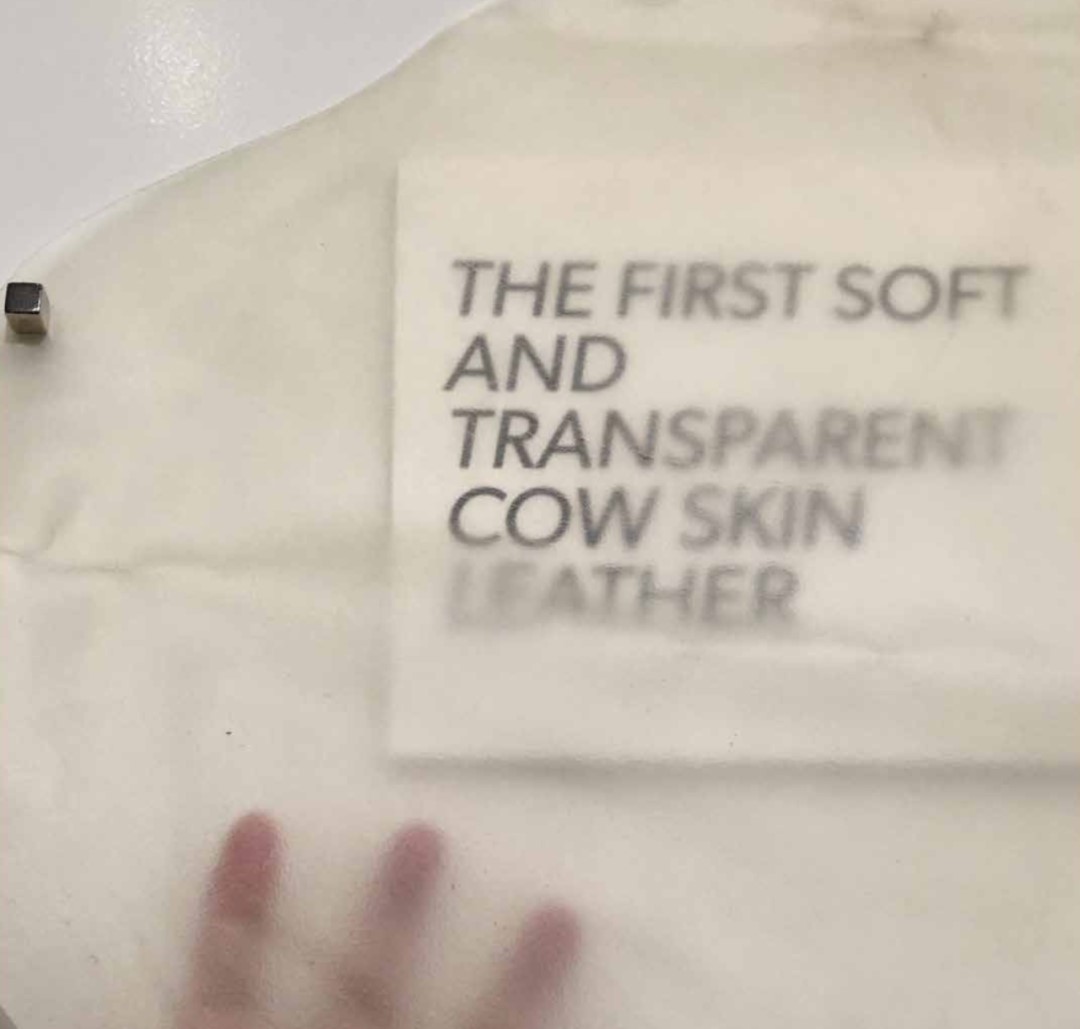 THE FIRST SOFT
AND
TRANSPARENT
COW SKIN
LEATHER